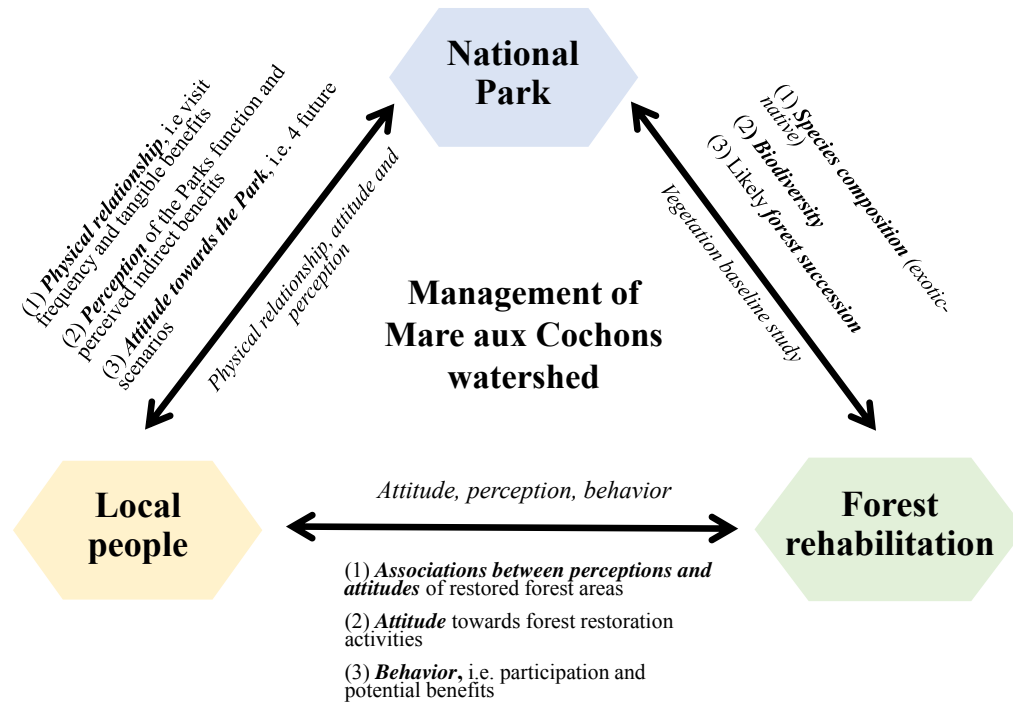 National
Park
(1) Physical relationship, i.e visit
frequency and tangible benefits
(2) Perception of the Parks function and
perceived indirect benefits
(3) Attitude towards the Park, i.e. 4 future
scenarios
Physical relationship, attitude and
perception
(1) Species composition (exotic-
native)
(2) Biodiversity
(3) Likely forest succession
Vegetation baseline study
Management of
Mare aux Cochons
watershed
Local
people
Attitude, perception, behavior
Forest
rehabilitation
(1) Associations between perceptions and
attitudes of restored forest areas
(2) Attitude towards forest restoration
activities
(3) Behavior, i.e. participation and
potential benefits